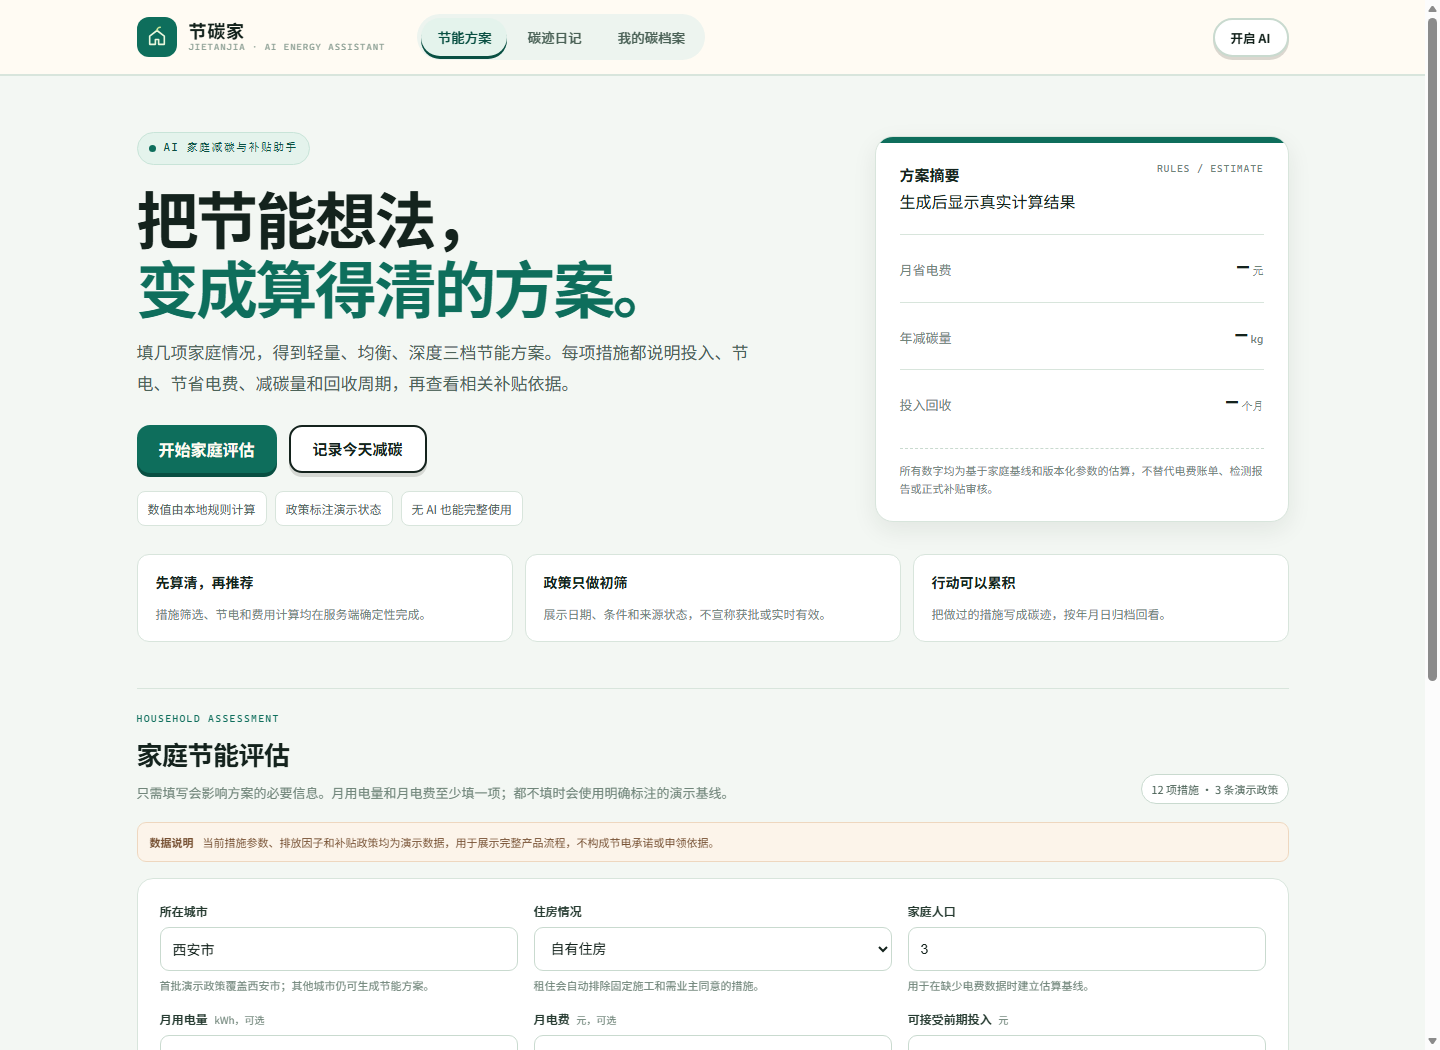 节碳家
JIETANJIA · AI ENERGY ASSISTANT
节能方案
碳迹日记
我的碳档案
开启 AI
AI 家庭减碳与补贴助手
把节能想法，
变成算得清的方案。
填几项家庭情况，得到轻量、均衡、深度三档节能方案。每项措施都说明投入、节
电、节省电费、减碳量和回收周期，再查看相关补贴依据。
开始家庭评估
记录今天减碳
数值由本地规则计算
政策标注演示状态
无 AI 也能完整使用
方案摘要
RULES / ESTIMATE
生成后显示真实计算结果
月省电费
— 元
年减碳量
— kg
投入回收
— 个月
所有数字均为基于家庭基线和版本化参数的估算，不替代电费账单、检测报
告或正式补贴审核。
先算清，再推荐
措施筛选、节电和费用计算均在服务端确定性完成。
政策只做初筛
展示日期、条件和来源状态，不宣称获批或实时有效。
行动可以累积
把做过的措施写成碳迹，按年月日归档回看。
HOUSEHOLD ASSESSMENT
家庭节能评估
只需填写会影响方案的必要信息。月用电量和月电费至少填一项；都不填时会使用明确标注的演示基线。
12 项措施 · 3 条演示政策
数据说明 当前措施参数、排放因子和补贴政策均为演示数据，用于展示完整产品流程，不构成节电承诺或申领依据。
所在城市
西安市
首批演示政策覆盖西安市；其他城市仍可生成节能方案。
住房情况
自有住房
租住会自动排除固定施工和需业主同意的措施。
家庭人口
3
用于在缺少电费数据时建立估算基线。
月用电量 kWh，可选
月电费 元，可选
可接受前期投入 元